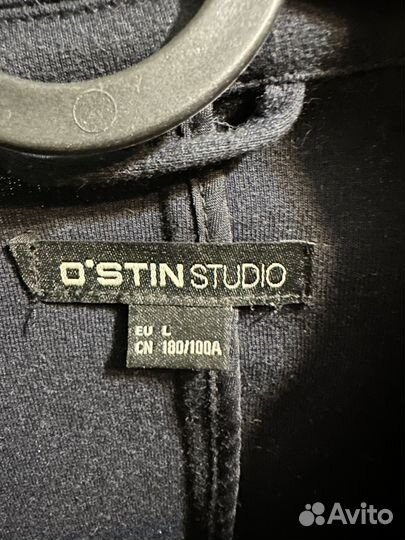 O'STIN STUDIO
EU L
CN 180/100A
Avito